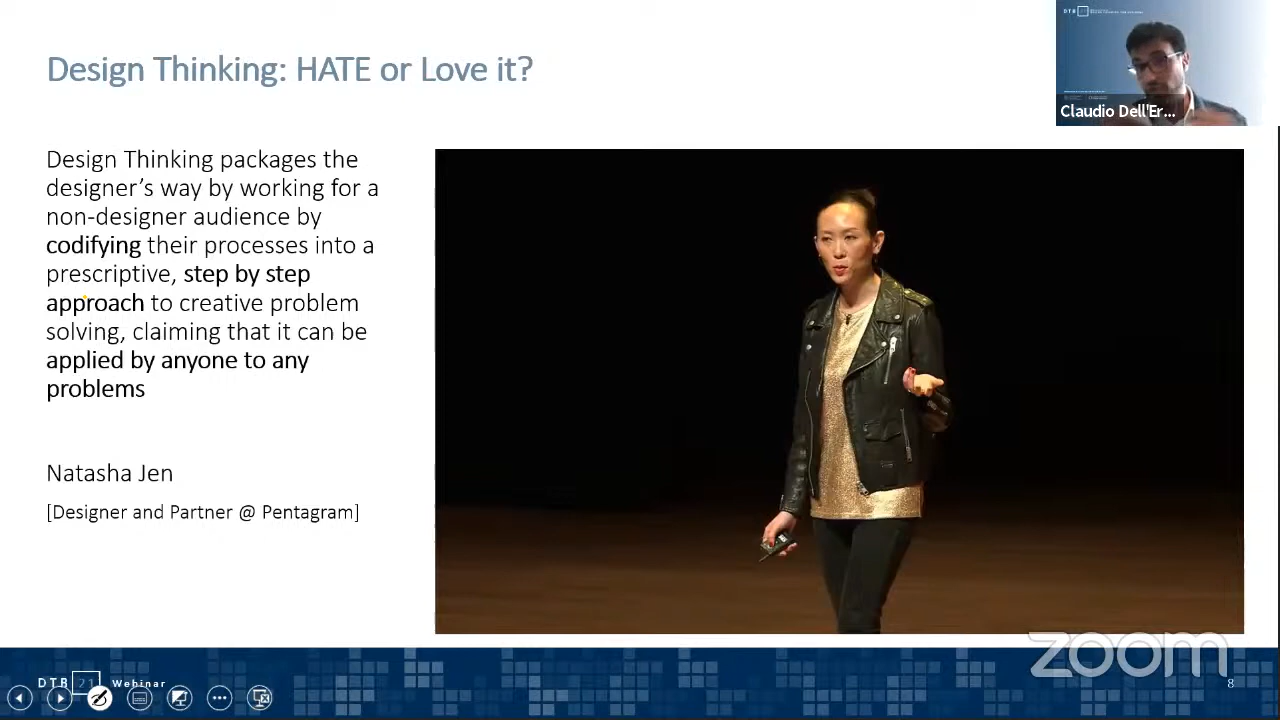 Design Thinking: HATE or Love it?
Claudio Dell'Er...
Design Thinking packages the
designer's way by working for a
non-designer audience by
codifying their processes into a
prescriptive, step by step
approach to creative problem
solving, claiming that it can be
applied by anyone to any
problems
Natasha Jen
[Designer and Partner @ Pentagram]
zoom
DTB 21 Webinar
8